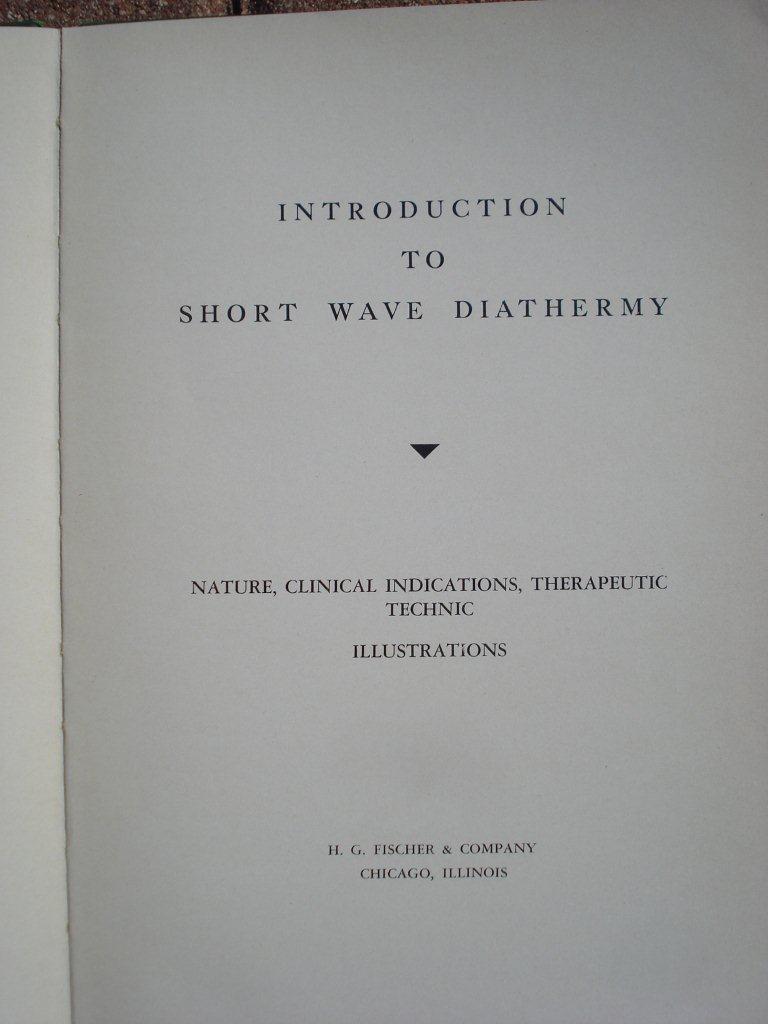 INTRODUCTION
TO
SHORT WAVE DIATHERMY
NATURE, CLINICAL INDICATIONS, THERAPEUTIC
TECHNIC
ILLUSTRATIONS
H. G. FISCHER & COMPANY
CHICAGO, ILLINOIS